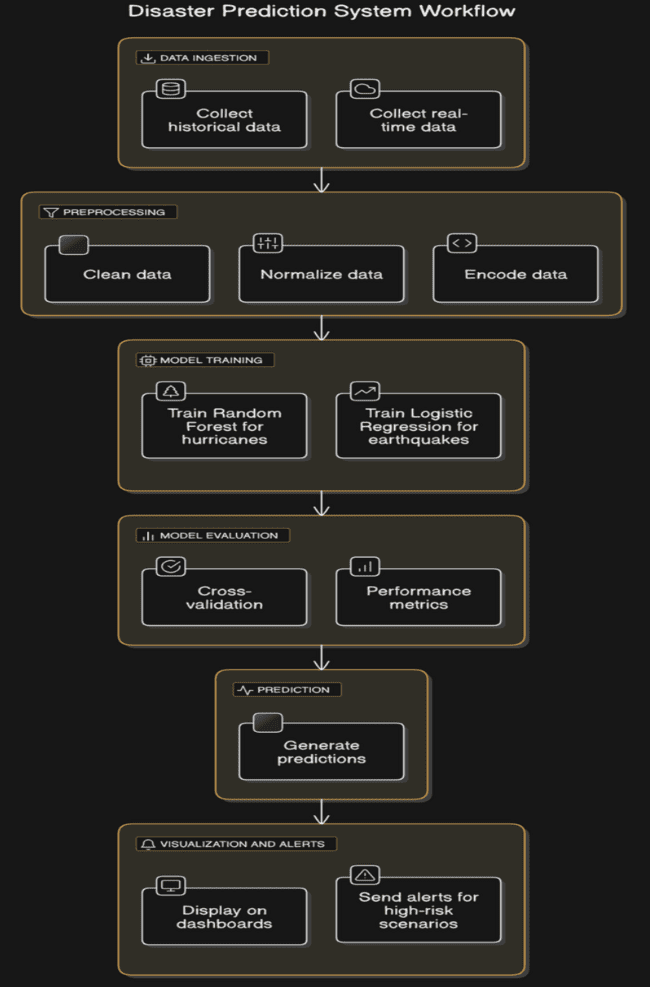 Disaster Prediction System Workflow
DATA INGESTION
Collect
historical data
Collect real-
time data
PREPROCESSING
Clean data
Normalize data
Encode data
MODEL TRAINING
Train Random
Forest for
hurricanes
Train Logistic
Regression for
earthquakes
MODEL EVALUATION
Cross-
validation
Performance
metrics
PREDICTION
Generate
predictions
VISUALIZATION AND ALERTS
Display on
dashboards
Send alerts for
high-risk
scenarios